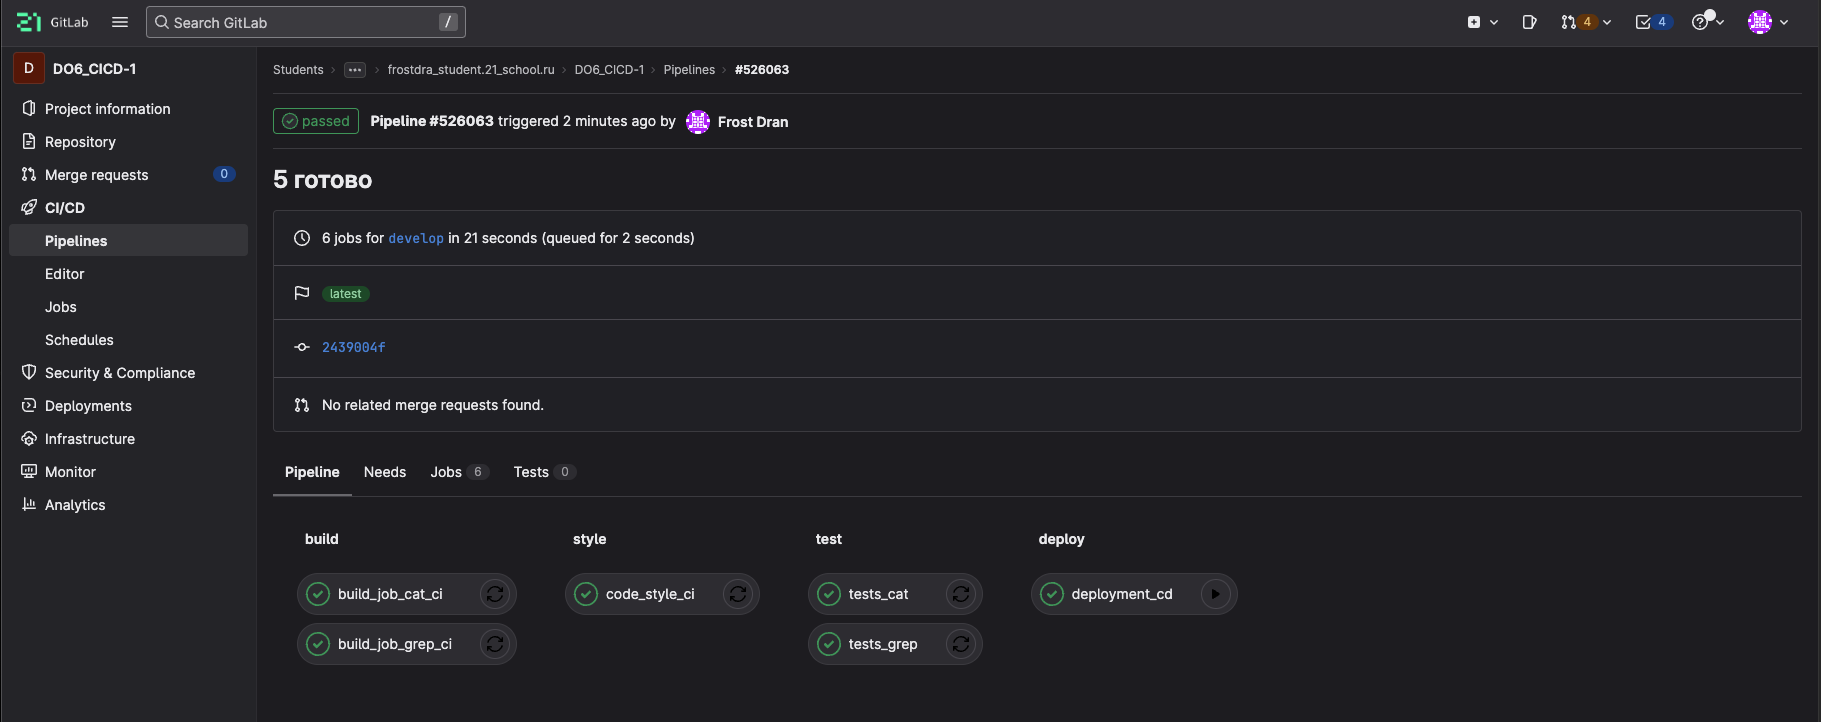 21 GitLab Search GitLab / 4 4
D DO6_CICD-1
Project information
Repository
Merge requests 0
CI/CD
Pipelines
Editor
Jobs
Schedules
Security & Compliance
Deployments
Infrastructure
Monitor
Analytics
Students › ••• › frostdra_student.21_school.ru › DO6_CICD-1 › Pipelines › #526063
passed Pipeline #526063 triggered 2 minutes ago by Frost Dran
5 готово
6 jobs for develop in 21 seconds (queued for 2 seconds)
latest
2439004f
No related merge requests found.
Pipeline Needs Jobs 6 Tests 0
build style test deploy
build_job_cat_ci code_style_ci tests_cat deployment_cd
build_job_grep_ci tests_grep